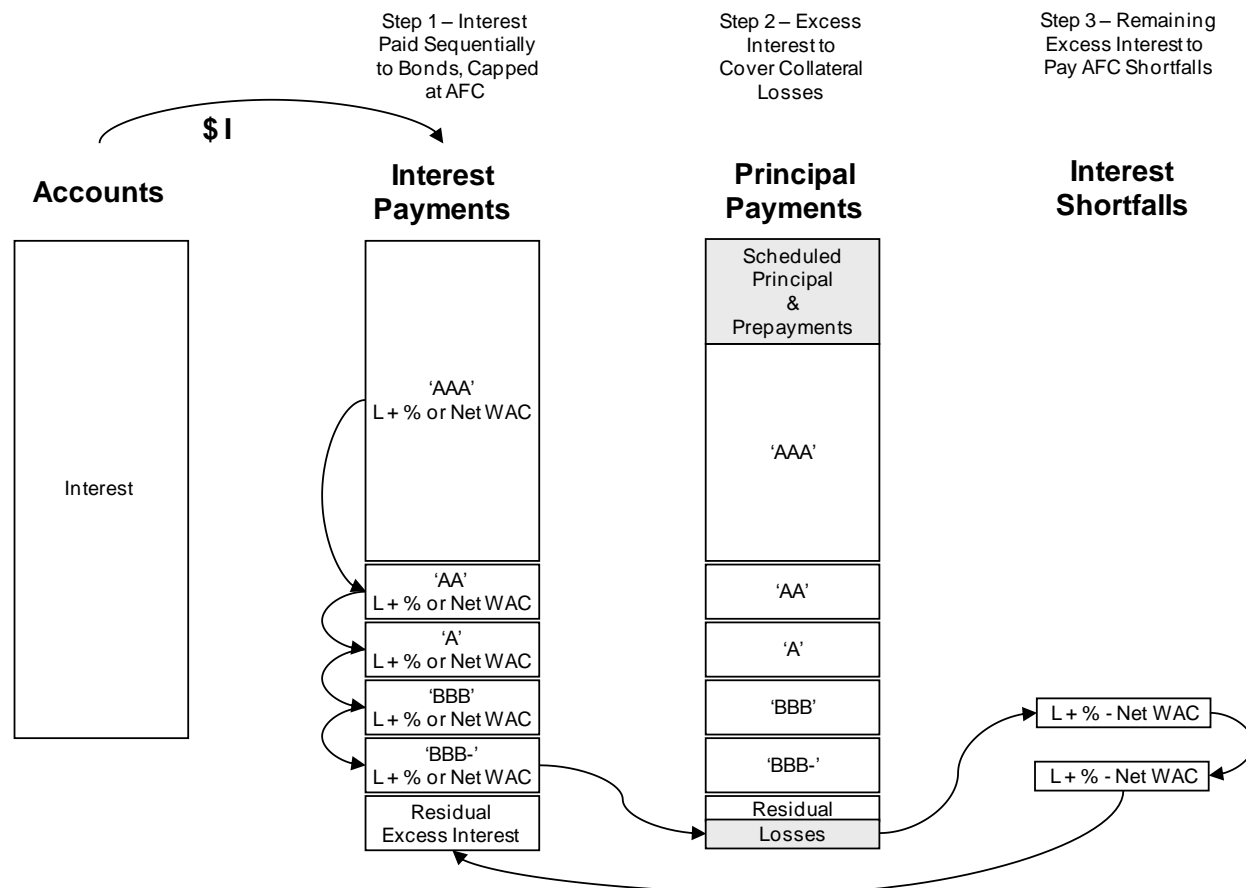 Step 1 – Interest
Paid Sequentially
to Bonds, Capped
at AFC
Step 2 – Excess
Interest to
Cover Collateral
Losses
Step 3 – Remaining
Excess Interest to
Pay AFC Shortfalls
$ I
Accounts
Interest
Payments
Principal
Payments
Interest
Shortfalls
Interest
‘AAA’
L + % or Net WAC
‘AA’
L + % or Net WAC
‘A’
L + % or Net WAC
‘BBB’
L + % or Net WAC
‘BBB-’
L + % or Net WAC
Residual
Excess Interest
Scheduled
Principal
&
Prepayments
‘AAA’
‘AA’
‘A’
‘BBB’
‘BBB-’
Residual
Losses
L + % - Net WAC
L + % - Net WAC